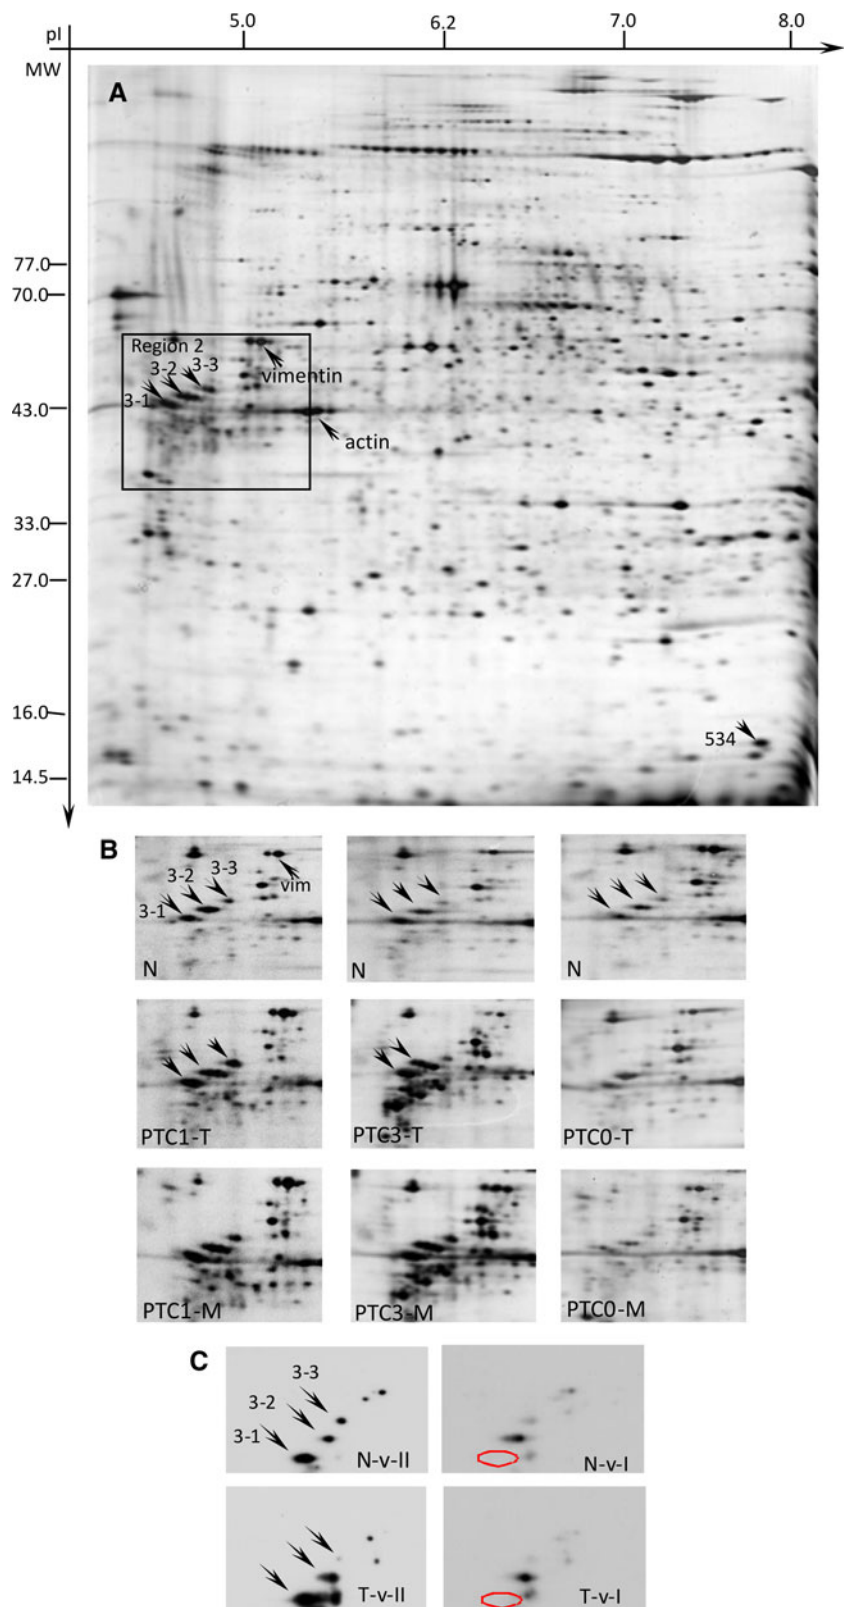 pI 5.0 6.2 7.0 8.0
MW
A
77.0
70.0
Region 2
3-2 3-3
vimentin
3-1
43.0
actin
33.0
27.0
16.0
534
14.5
B
3-3
3-2
vim
3-1
N N N
PTC1-T PTC3-T PTC0-T
PTC1-M PTC3-M PTC0-M
C
3-3
3-2
3-1
N-v-II N-v-I
T-v-II T-v-I